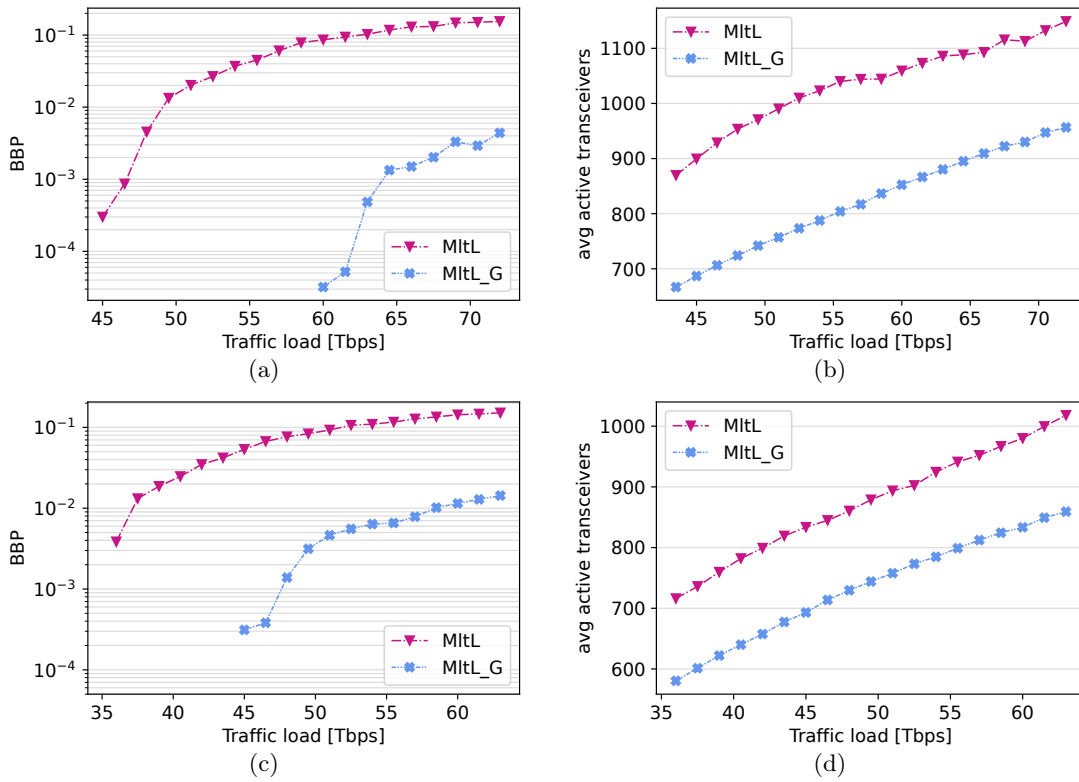 BBP
10⁻¹
10⁻²
10⁻³
10⁻⁴
MltL
MltL_G
45 50 55 60 65 70
Traffic load [Tbps]
(a)
avg active transceivers
1100
1000
900
800
700
MltL
MltL_G
45 50 55 60 65 70
Traffic load [Tbps]
(b)
BBP
10⁻¹
10⁻²
10⁻³
10⁻⁴
MltL
MltL_G
35 40 45 50 55 60
Traffic load [Tbps]
(c)
avg active transceivers
1000
900
800
700
600
MltL
MltL_G
35 40 45 50 55 60
Traffic load [Tbps]
(d)